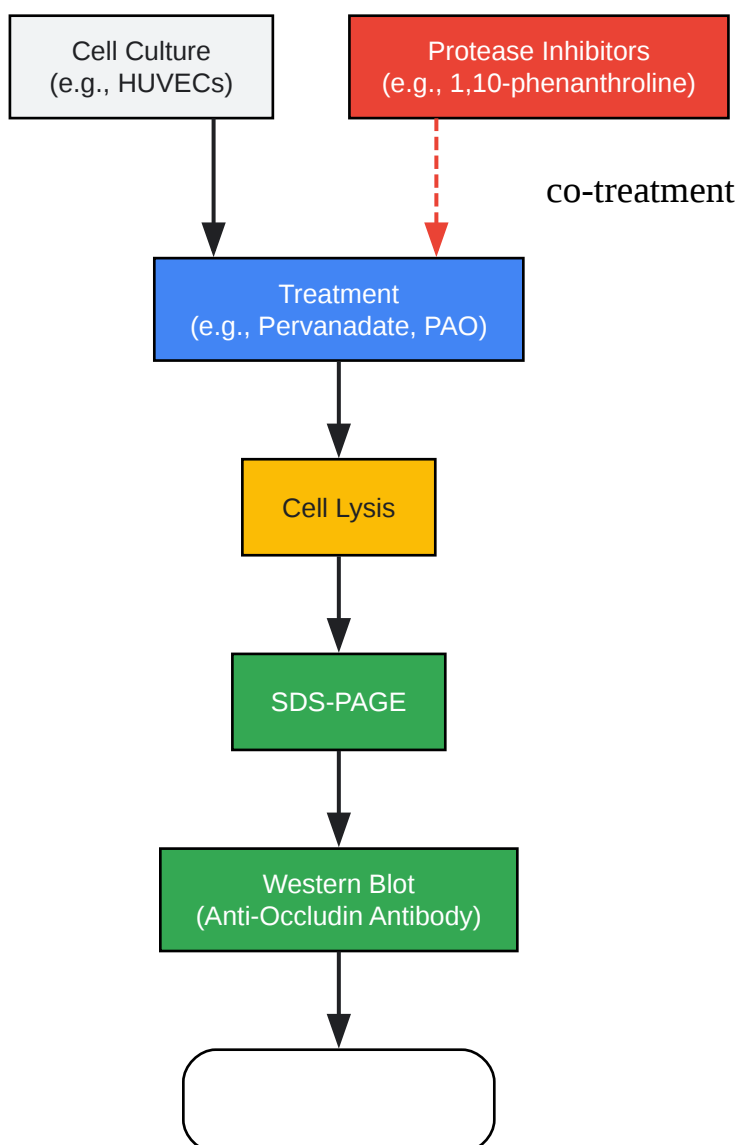 Cell Culture
(e.g., HUVECs)
Protease Inhibitors
(e.g., 1,10-phenanthroline)
co-treatment
Treatment
(e.g., Pervanadate, PAO)
Cell Lysis
SDS-PAGE
Western Blot
(Anti-Occludin Antibody)